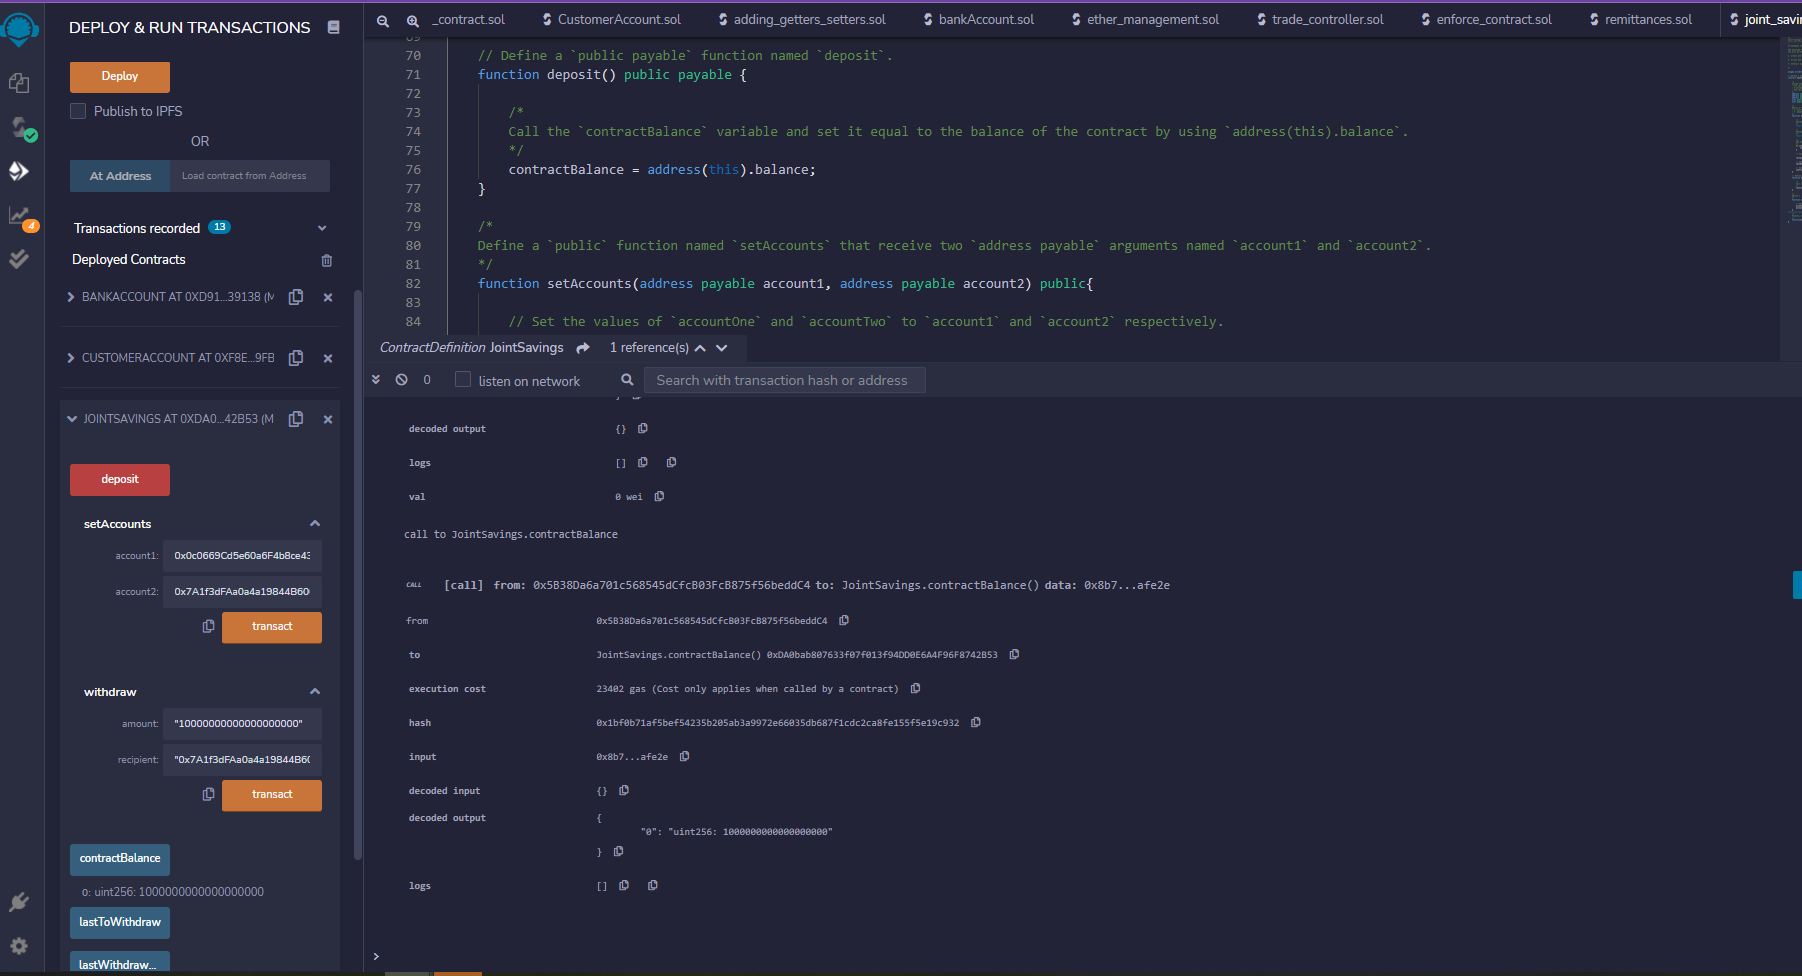 DEPLOY & RUN TRANSACTIONS
Deploy
Publish to IPFS
OR
At Address
Load contract from Address
Transactions recorded 13
Deployed Contracts
BANKACCOUNT AT 0XD91...39138 (M
CUSTOMERACCOUNT AT 0XF8E...9FB
JOINTSAVINGS AT 0XDA0...42B53 (M
deposit
setAccounts
account1: 0x0c0669Cd5e60a6F4b8ce43
account2: 0x7A1f3dFAa0a4a19844B60
transact
withdraw
amount: "10000000000000000000"
recipient: "0x7A1f3dFAa0a4a19844B60
transact
contractBalance
0: uint256: 1000000000000000000
lastToWithdraw
lastWithdraw...
4
_contract.sol
CustomerAccount.sol
adding_getters_setters.sol
bankAccount.sol
ether_management.sol
trade_controller.sol
enforce_contract.sol
remittances.sol
joint_savin
69
70 // Define a `public payable` function named `deposit`.
71 function deposit() public payable {
72
73 /*
74 Call the `contractBalance` variable and set it equal to the balance of the contract by using `address(this).balance`.
75 */
76 contractBalance = address(this).balance;
77 }
78
79 /*
80 Define a `public` function named `setAccounts` that receive two `address payable` arguments named `account1` and `account2`.
81 */
82 function setAccounts(address payable account1, address payable account2) public{
83
84 // Set the values of `accountOne` and `accountTwo` to `account1` and `account2` respectively.
ContractDefinition JointSavings 1 reference(s)
0 listen on network
Search with transaction hash or address
}
decoded output {}
logs []
val 0 wei
call to JointSavings.contractBalance
CALL [call] from: 0x5B38Da6a701c568545dCfcB03FcB875f56beddC4 to: JointSavings.contractBalance() data: 0x8b7...afe2e
from 0x5B38Da6a701c568545dCfcB03FcB875f56beddC4
to JointSavings.contractBalance() 0xDA0bab807633f07f013f94DD0E6A4F96F8742B53
execution cost 23402 gas (Cost only applies when called by a contract)
hash 0x1bf0b71af5bef54235b205ab3a9972e66035db687f1cdc2ca8fe155f5e19c932
input 0x8b7...afe2e
decoded input {}
decoded output {
"0": "uint256: 1000000000000000000"
}
logs []
>